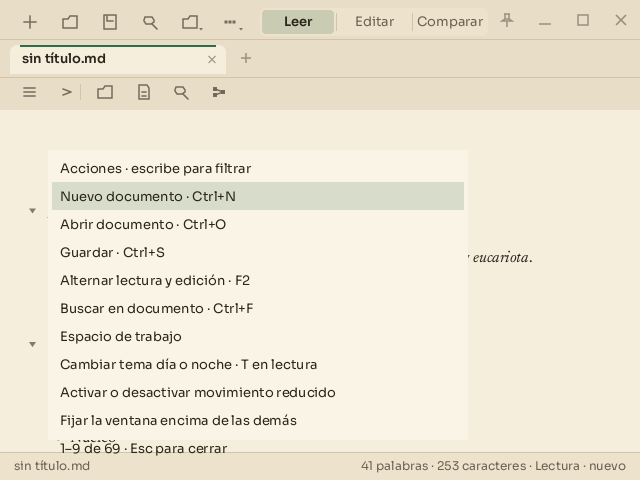 Leer Editar Comparar
sin título.md
Acciones · escribe para filtrar
Nuevo documento · Ctrl+N
Abrir documento · Ctrl+O
eucariota.
Guardar · Ctrl+S
Alternar lectura y edición · F2
Buscar en documento · Ctrl+F
Espacio de trabajo
Cambiar tema día o noche · T en lectura
Activar o desactivar movimiento reducido
Fijar la ventana encima de las demás
1–9 de 69 · Esc para cerrar
sin título.md 41 palabras · 253 caracteres · Lectura · nuevo